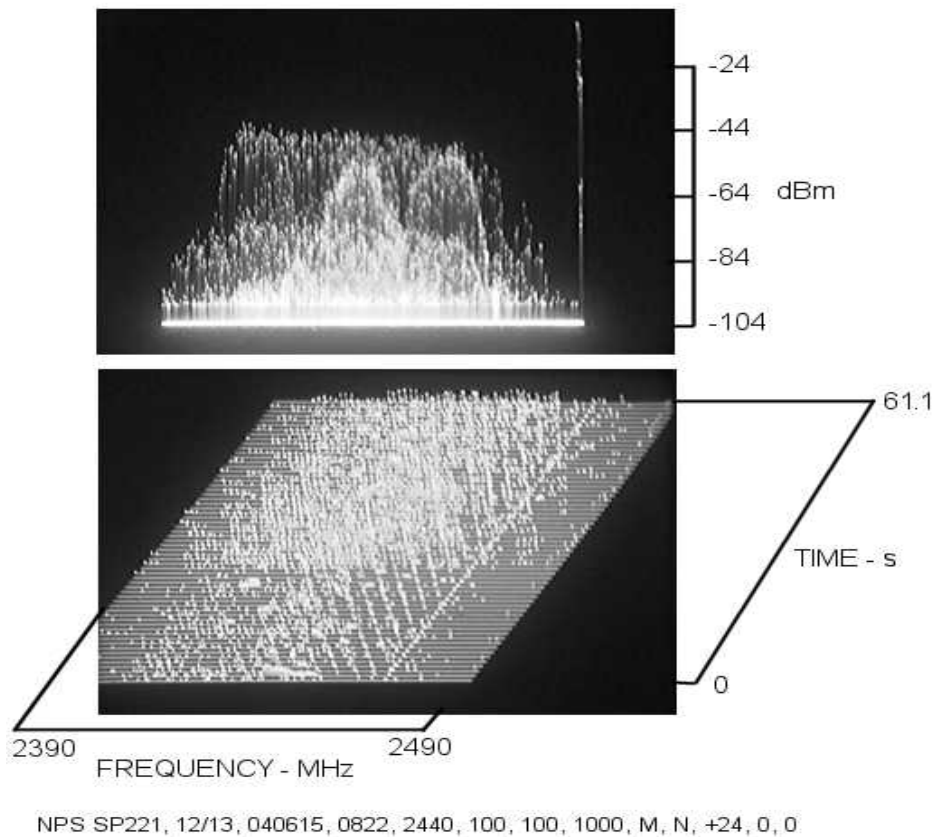 -24
-44
-64 dBm
-84
-104
61.1
TIME - s
0
2390 2490
FREQUENCY - MHz
NPS SP221, 12/13, 040615, 0822, 2440, 100, 100, 1000, M, N, +24, 0, 0